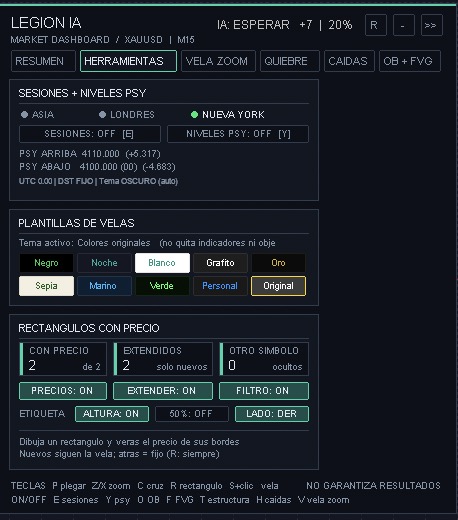 LEGION IA
IA: ESPERAR +7 | 20% R - >>
MARKET DASHBOARD / XAUUSD | M15
RESUMEN HERRAMIENTAS VELA ZOOM QUIEBRE CAIDAS OB + FVG
SESIONES + NIVELES PSY
ASIA LONDRES NUEVA YORK
SESIONES: OFF [E] NIVELES PSY: OFF [Y]
PSY ARRIBA 4110.000 (+5.317)
PSY ABAJO 4100.000 (00) (-4.683)
UTC 0.00 | DST FIJO | Tema OSCURO (auto)
PLANTILLAS DE VELAS
Tema activo: Colores originales (no quita indicadores ni obje
Negro Noche Blanco Grafito Oro
Sepia Marino Verde Personal Original
RECTANGULOS CON PRECIO
CON PRECIO EXTENDIDOS OTRO SIMBOLO
2 de 2 2 solo nuevos 0 ocultos
PRECIOS: ON EXTENDER: ON FILTRO: ON
ETIQUETA ALTURA: ON 50%: OFF LADO: DER
Dibuja un rectangulo y veras el precio de sus bordes
Nuevos siguen la vela; atras = fijo (R: siempre)
TECLAS P plegar Z/X zoom C cruz R rectangulo S+clic vela NO GARANTIZA RESULTADOS
ON/OFF E sesiones Y psy O OB F FVG T estructura H caidas V vela zoom